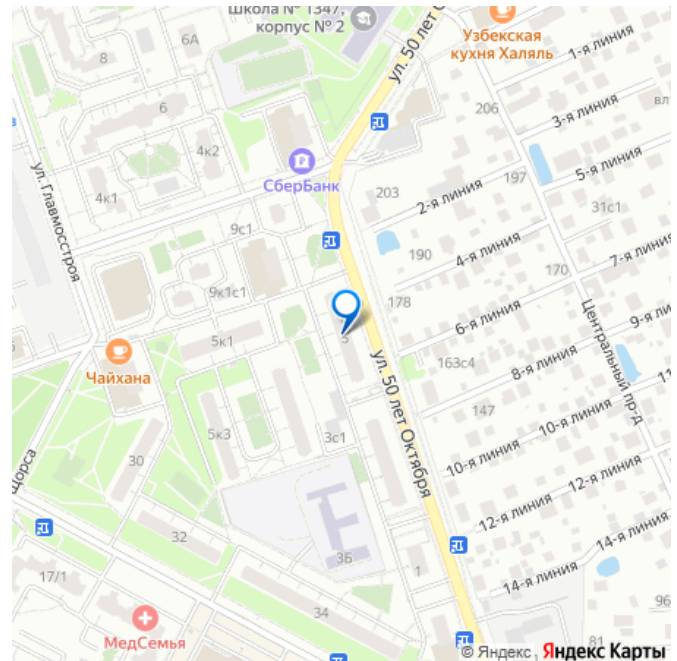 Школа № 1347,
корпус № 2
Узбекская
кухня Халяль
1-я линия
8
ул. 50 лет О
206
вл
3-я линия
6А
6
4к2
СберБанк
197
5-я линия
ул. Главмосстроя
4к1
203
2-я линия
31с1
9с1
190
4-я линия
170
7-я линия
9к1с1
178
Центральный пр-д
6-я линия
9-я ли
5
5к1
Чайхана
ул. 50 лет Октября
163с4
8-я линия
147
11
5к3
3с1
10-я линия
10-я линия
30
Щорса
12-я линия
12-я линия
32
3Б
1
14-я линия
14-я линия
17/1
34
96
МедСемья
81
© Яндекс , Яндекс Карты